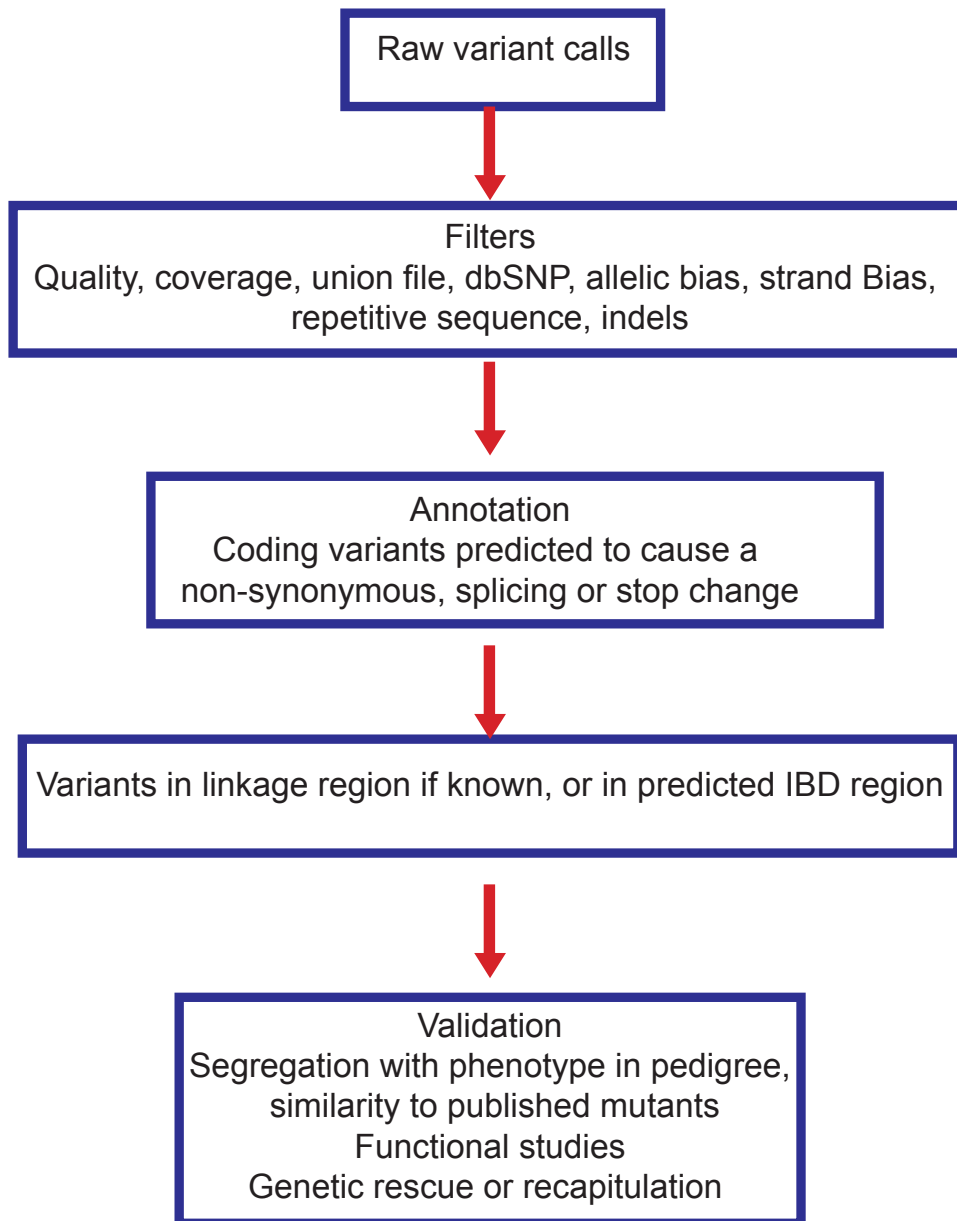 Raw variant calls
Filters
Quality, coverage, union file, dbSNP, allelic bias, strand Bias,
repetitive sequence, indels
Annotation
Coding variants predicted to cause a
non-synonymous, splicing or stop change
Variants in linkage region if known, or in predicted IBD region
Validation
Segregation with phenotype in pedigree,
similarity to published mutants
Functional studies
Genetic rescue or recapitulation